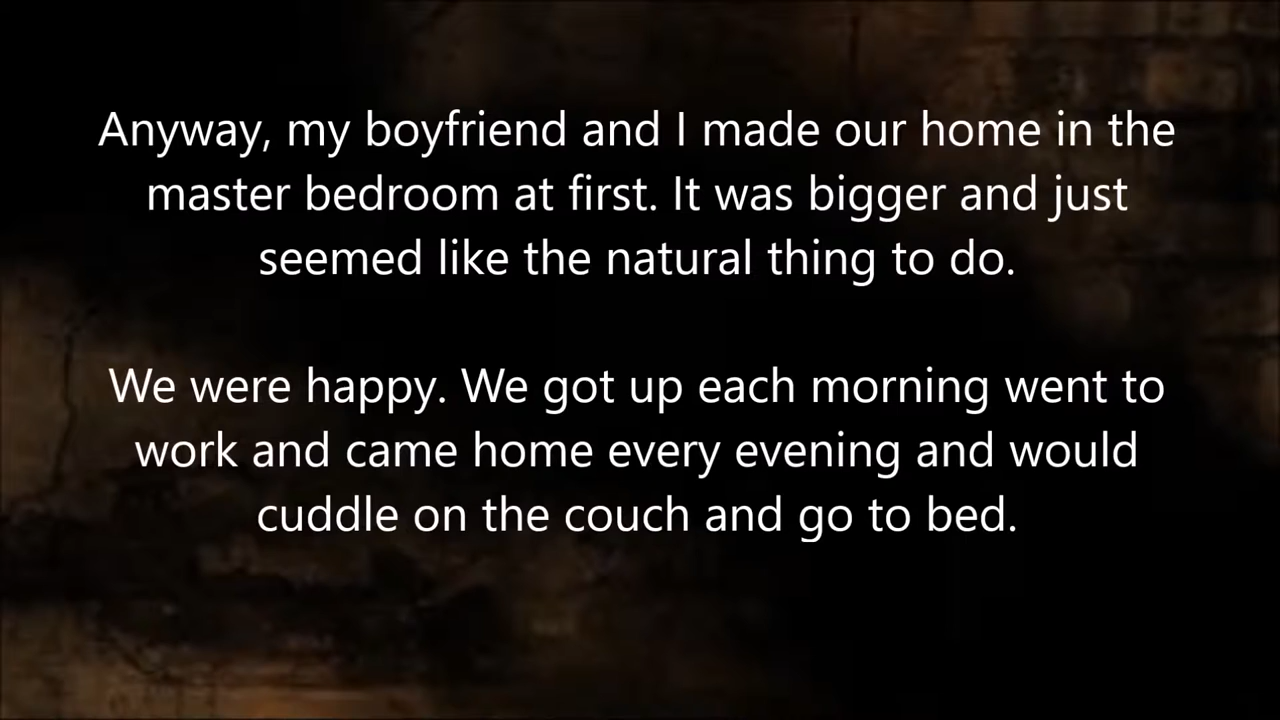 Anyway, my boyfriend and I made our home in the
master bedroom at first. It was bigger and just
seemed like the natural thing to do.
We were happy. We got up each morning went to
work and came home every evening and would
cuddle on the couch and go to bed.